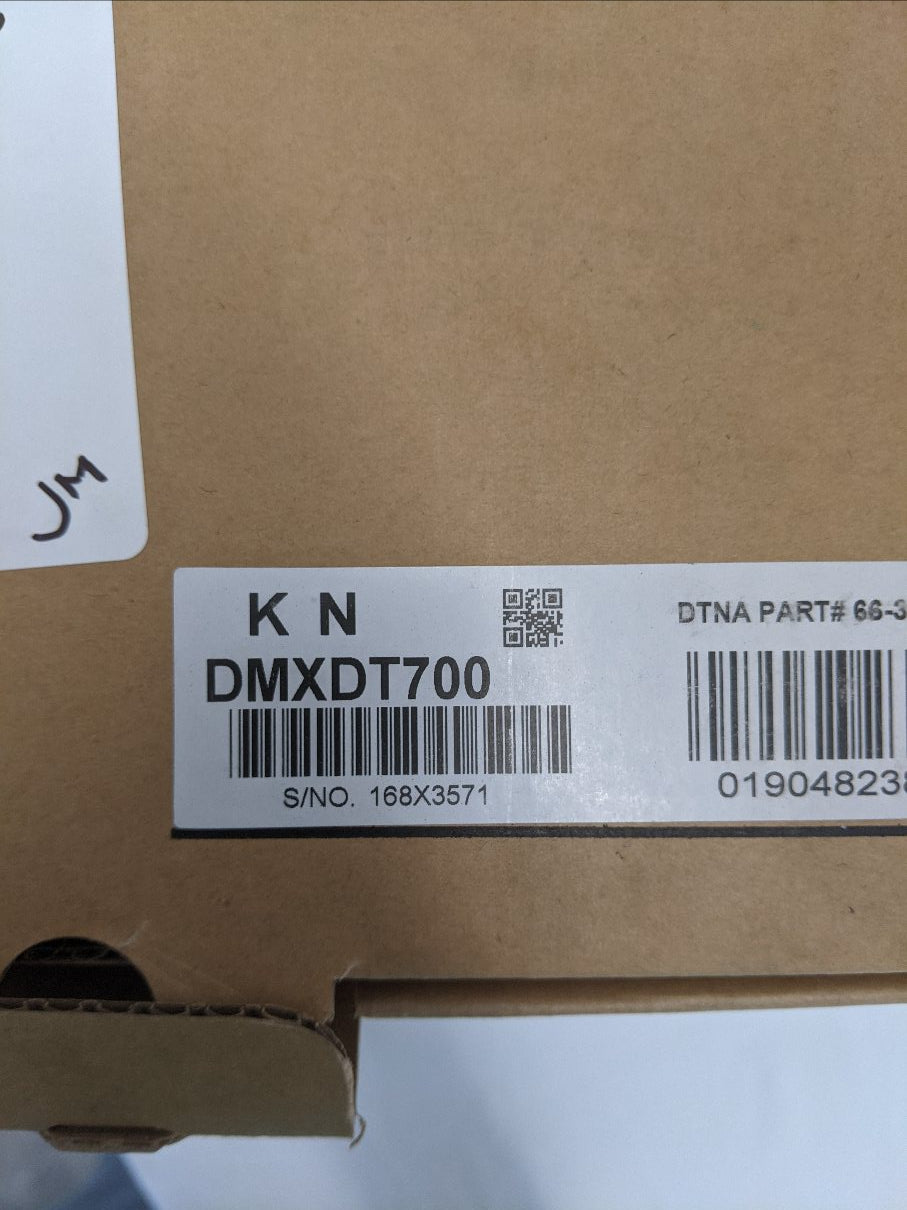 JM
K N
DMXDT700
S/NO. 168X3571
DTNA PART# 66-3
019048238